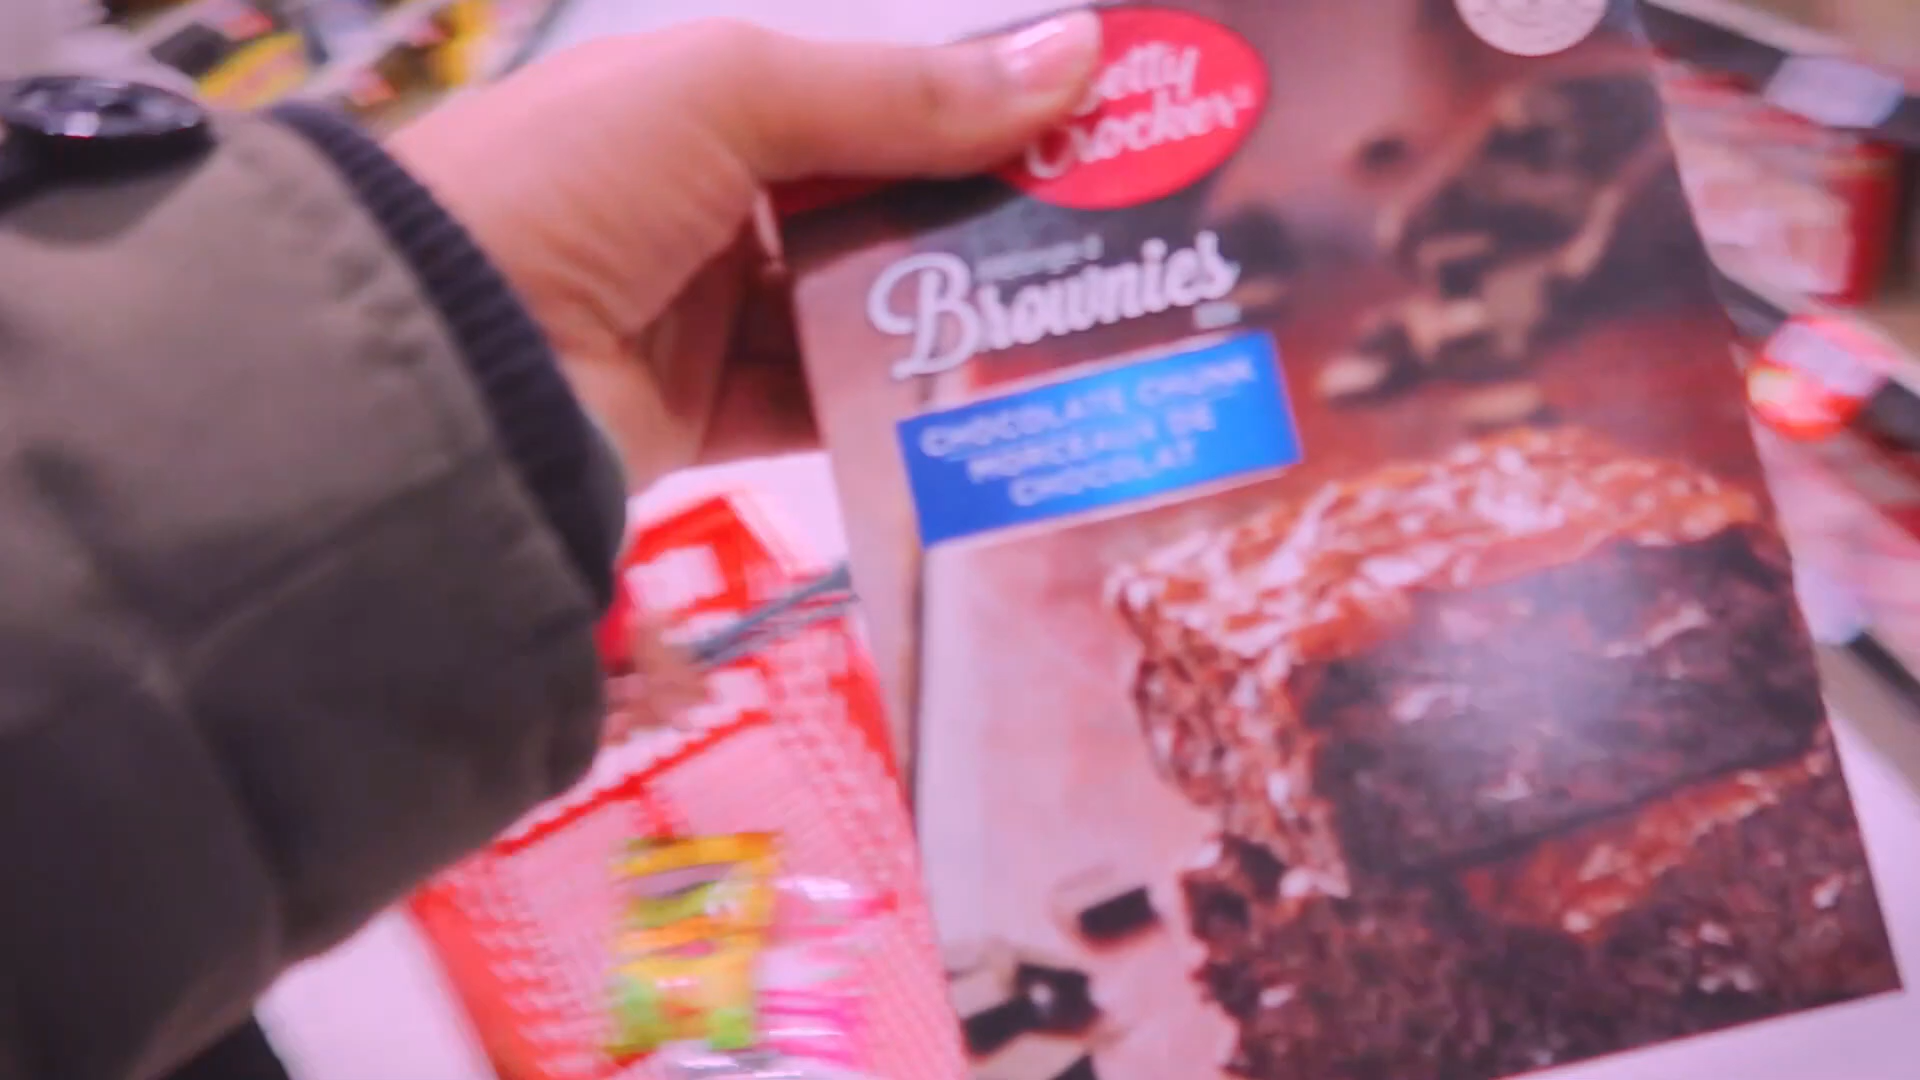 Betty
Crocker
Brownies
CHOCOLATE CHUNK
MORCEAUX DE
CHOCOLAT